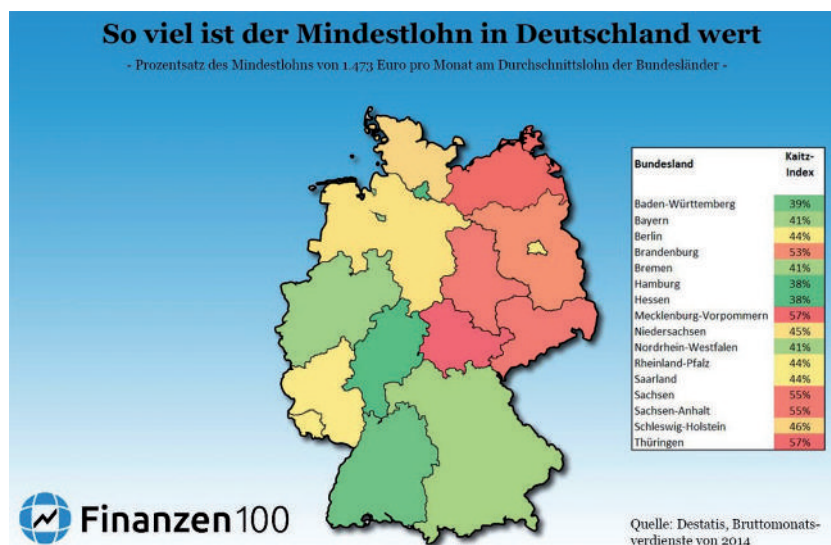 So viel ist der Mindestlohn in Deutschland wert
- Prozentsatz des Mindestlohns von 1.473 Euro pro Monat am Durchschnittslohn der Bundesländer -
Bundesland Kaitz-
Index
Baden-Württemberg 39%
Bayern 41%
Berlin 44%
Brandenburg 53%
Bremen 41%
Hamburg 38%
Hessen 38%
Mecklenburg-Vorpommern 57%
Niedersachsen 45%
Nordrhein-Westfalen 41%
Rheinland-Pfalz 44%
Saarland 44%
Sachsen 55%
Sachsen-Anhalt 55%
Schleswig-Holstein 46%
Thüringen 57%
Finanzen100
Quelle: Destatis, Bruttomonats-
verdienste von 2014